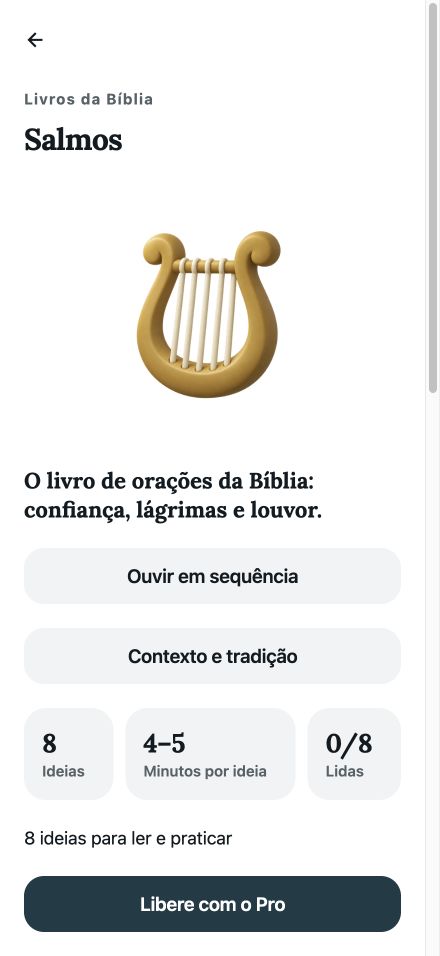 Livros da Bíblia
Salmos
O livro de orações da Bíblia:
confiança, lágrimas e louvor.
Ouvir em sequência
Contexto e tradição
8
Ideias
4–5
Minutos por ideia
0/8
Lidas
8 ideias para ler e praticar
Libere com o Pro